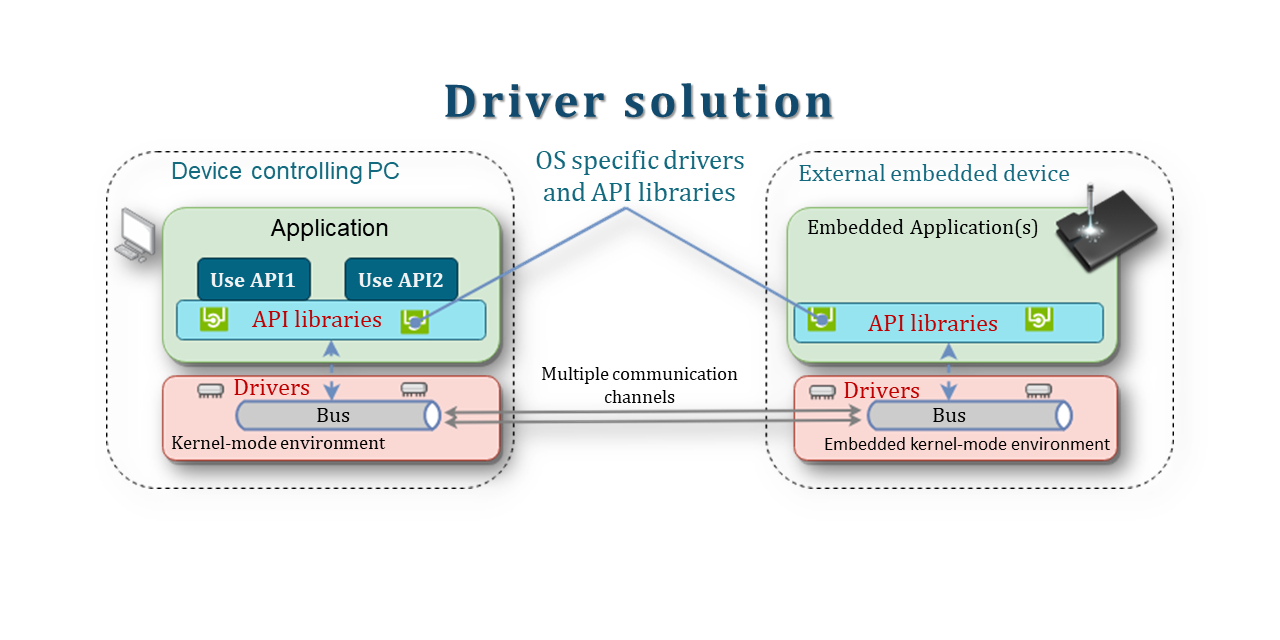 Driver solution
Device controlling PC
Application
Use API1
Use API2
API libraries
Drivers
Bus
Kernel-mode environment
OS specific drivers
and API libraries
Multiple communication
channels
External embedded device
Embedded Application(s)
API libraries
Drivers
Bus
Embedded kernel-mode environment